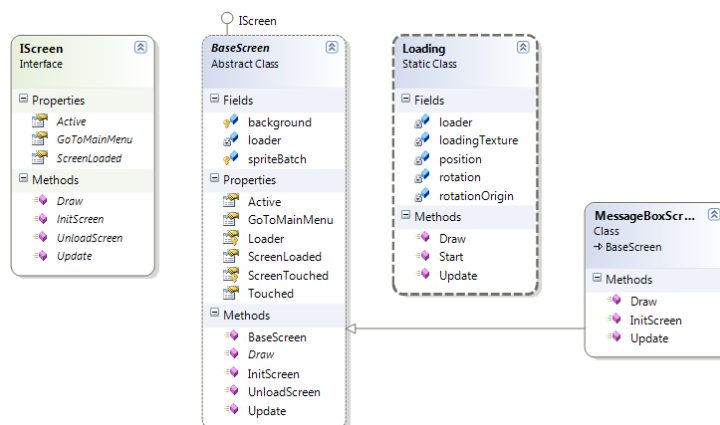 IScreen
IScreen
Interface
Properties
Active
GoToMainMenu
ScreenLoaded
Methods
Draw
InitScreen
UnloadScreen
Update
BaseScreen
Abstract Class
Fields
background
loader
spriteBatch
Properties
Active
GoToMainMenu
Loader
ScreenLoaded
ScreenTouched
Touched
Methods
BaseScreen
Draw
InitScreen
UnloadScreen
Update
Loading
Static Class
Fields
loader
loadingTexture
position
rotation
rotationOrigin
Methods
Draw
Start
Update
MessageBoxScr...
Class
BaseScreen
Methods
Draw
InitScreen
Update